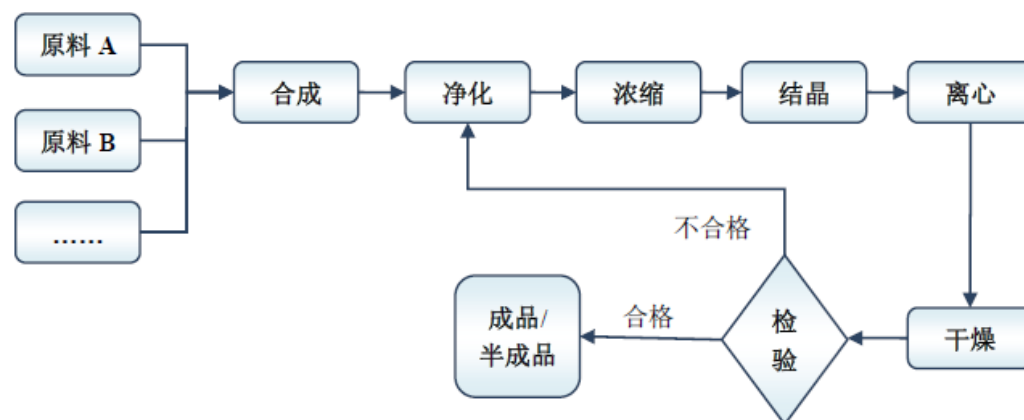 原料 A
合成
净化
浓缩
结晶
离心
原料 B
……
不合格
合格
成品/
半成品
检
验
干燥